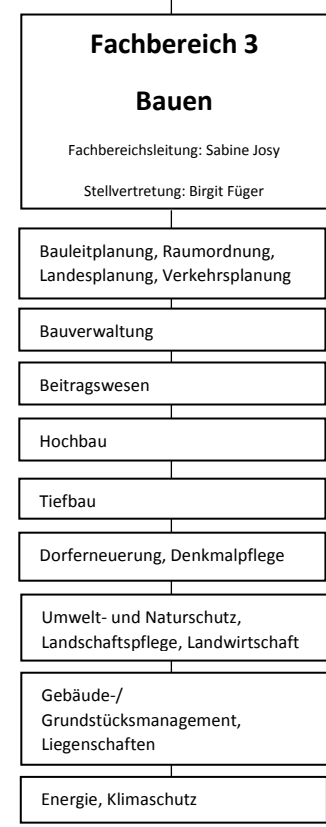 Fachbereich 3
Bauen
Fachbereichsleitung: Sabine Josy
Stellvertretung: Birgit Füger
Bauleitplanung, Raumordnung,
Landesplanung, Verkehrsplanung
Bauverwaltung
Beitragswesen
Hochbau
Tiefbau
Dorferneuerung, Denkmalpflege
Umwelt- und Naturschutz,
Landschaftspflege, Landwirtschaft
Gebäude-/
Grundstücksmanagement,
Liegenschaften
Energie, Klimaschutz